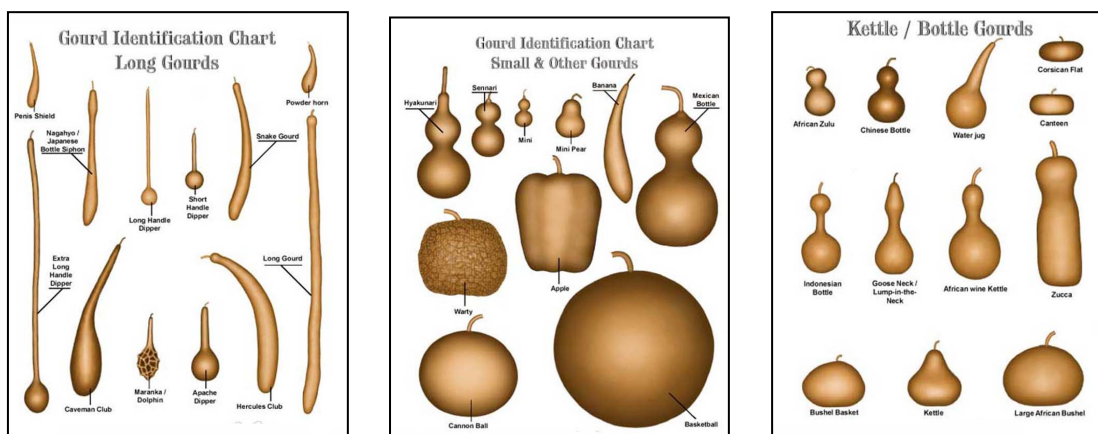 Gourd Identification Chart
Long Gourds
Penis Shield
Powder horn
Nagahyo /
Japanese
Bottle Siphon
Snake Gourd
Long Handle
Dipper
Short
Handle
Dipper
Extra
Long
Handle
Dipper
Long Gourd
Caveman Club
Maranka /
Dolphin
Apache
Dipper
Hercules Club
Gourd Identification Chart
Small & Other Gourds
Hyakunari
Sennari
Mini
Mini Pear
Banana
Mexican
Bottle
Warty
Apple
Cannon Ball
Basketball
Kettle / Bottle Gourds
African Zulu
Chinese Bottle
Water jug
Corsican Flat
Canteen
Indonesian
Bottle
Goose Neck /
Lump-in-the-
Neck
African wine Kettle
Zucca
Bushel Basket
Kettle
Large African Bushel